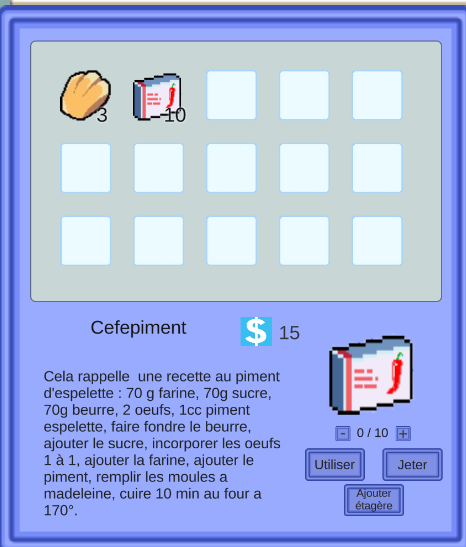 3
10
Cefepiment
$ 15
Cela rappelle une recette au piment
d'espelette : 70 g farine, 70g sucre,
70g beurre, 2 oeufs, 1cc piment
espelette, faire fondre le beurre,
ajouter le sucre, incorporer les oeufs
1 à 1, ajouter la farine, ajouter le
piment, remplir les moules a
madeleine, cuire 10 min au four a
170°.
- 0 / 10 +
Utiliser
Jeter
Ajouter
étagère